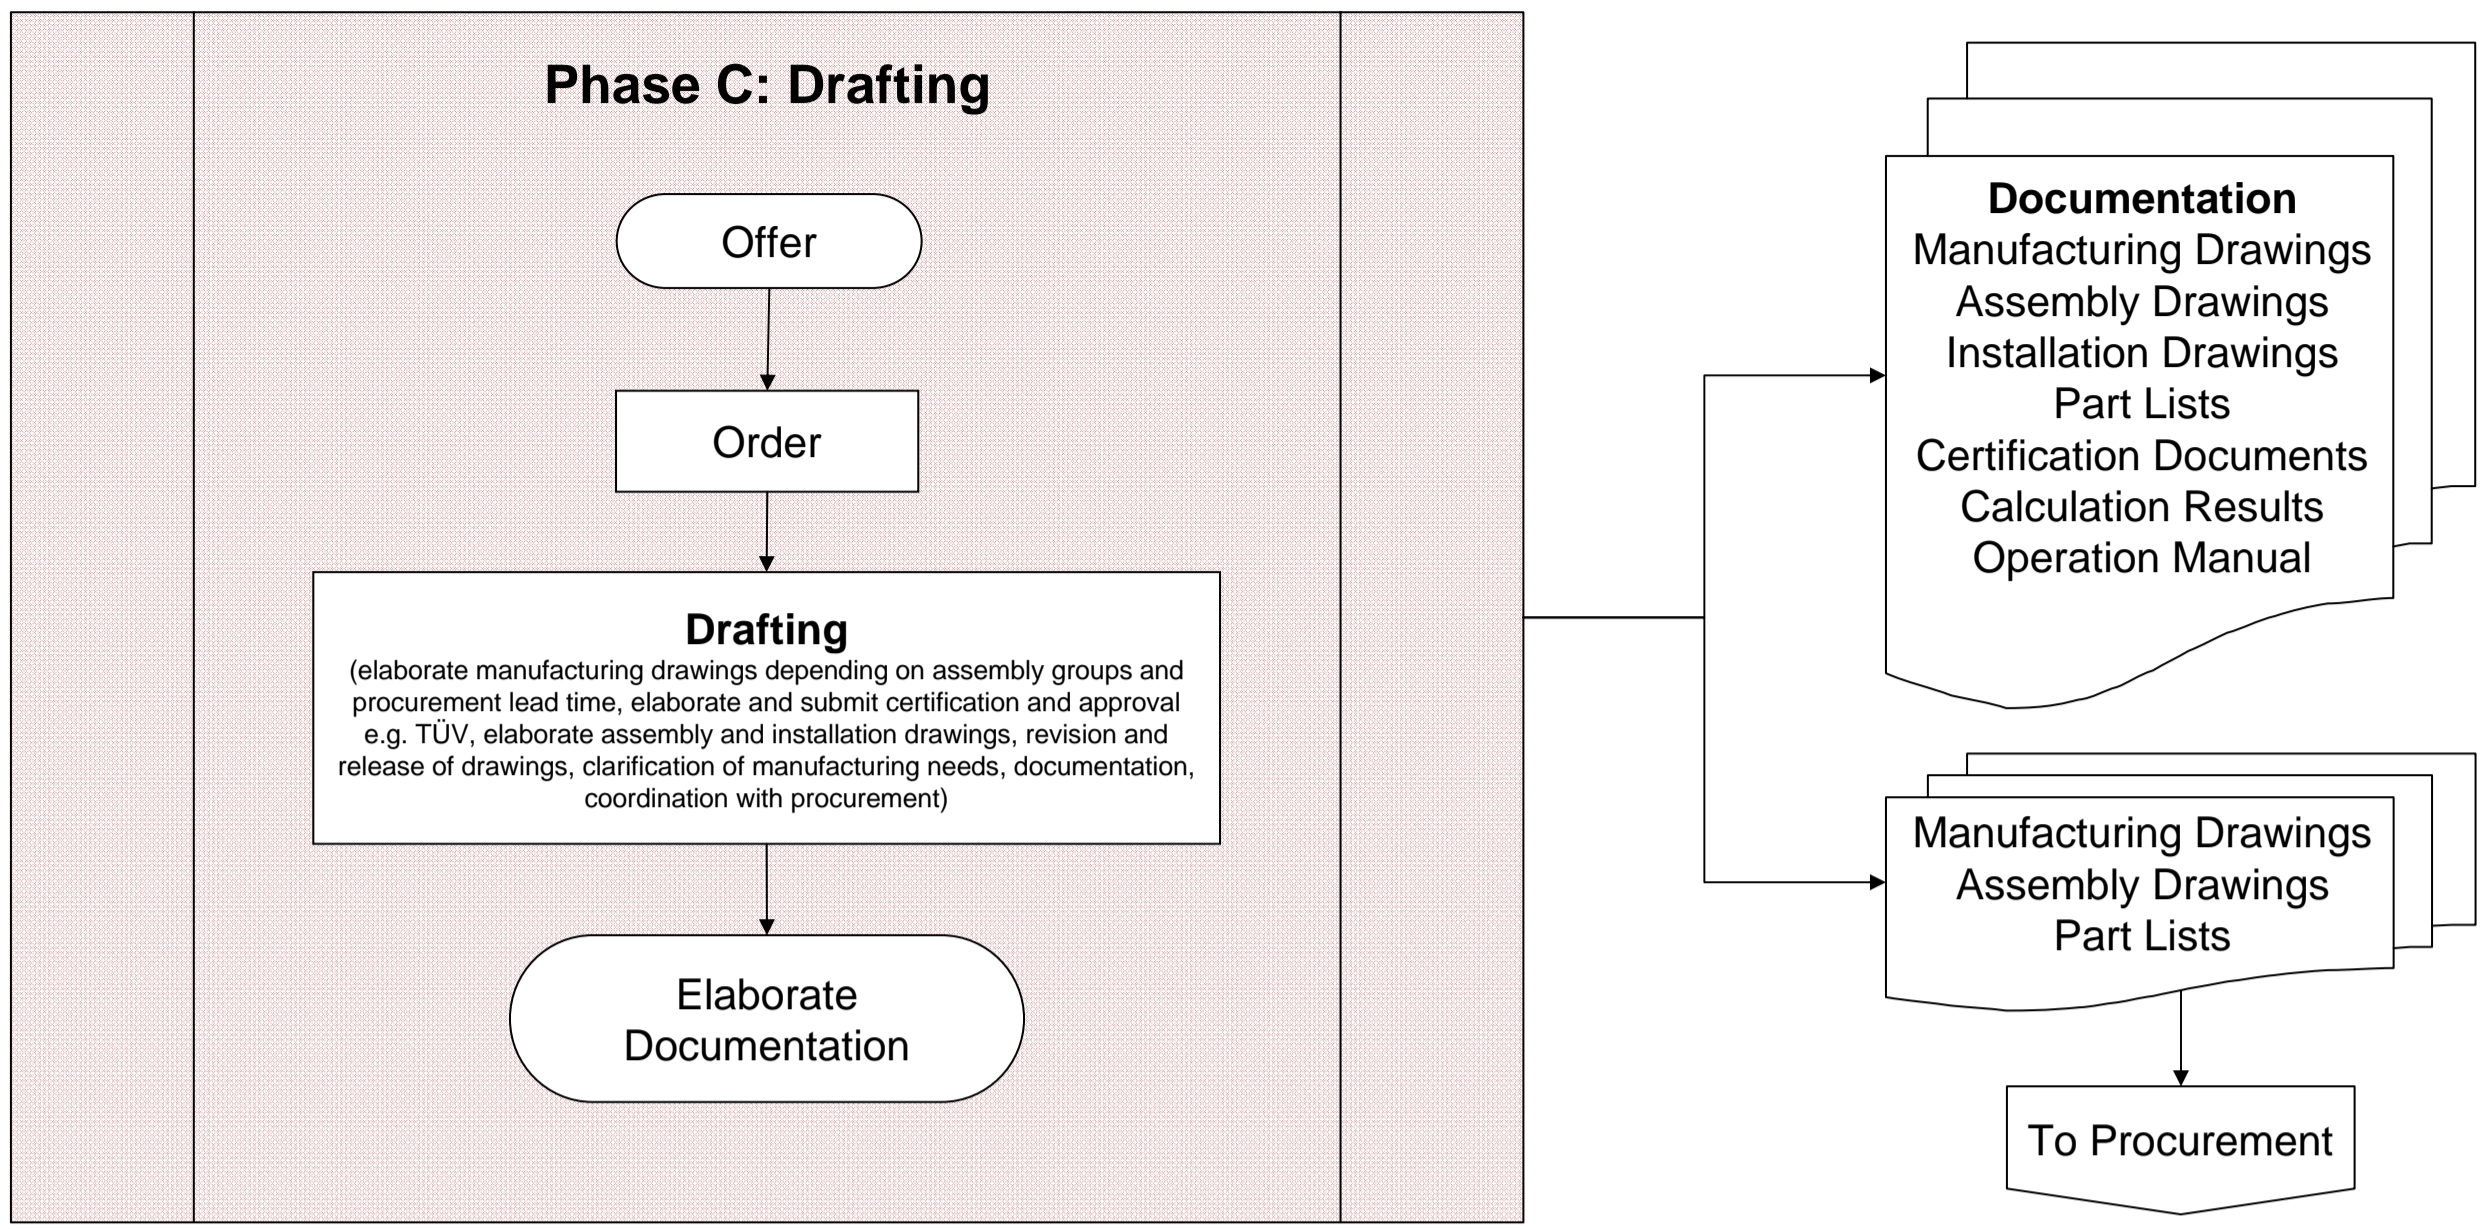 Phase C: Drafting
Offer
Order
Drafting
(elaborate manufacturing drawings depending on assembly groups and
procurement lead time, elaborate and submit certification and approval
e.g. TÜV, elaborate assembly and installation drawings, revision and
release of drawings, clarification of manufacturing needs, documentation,
coordination with procurement)
Elaborate
Documentation
Documentation
Manufacturing Drawings
Assembly Drawings
Installation Drawings
Part Lists
Certification Documents
Calculation Results
Operation Manual
Manufacturing Drawings
Assembly Drawings
Part Lists
To Procurement